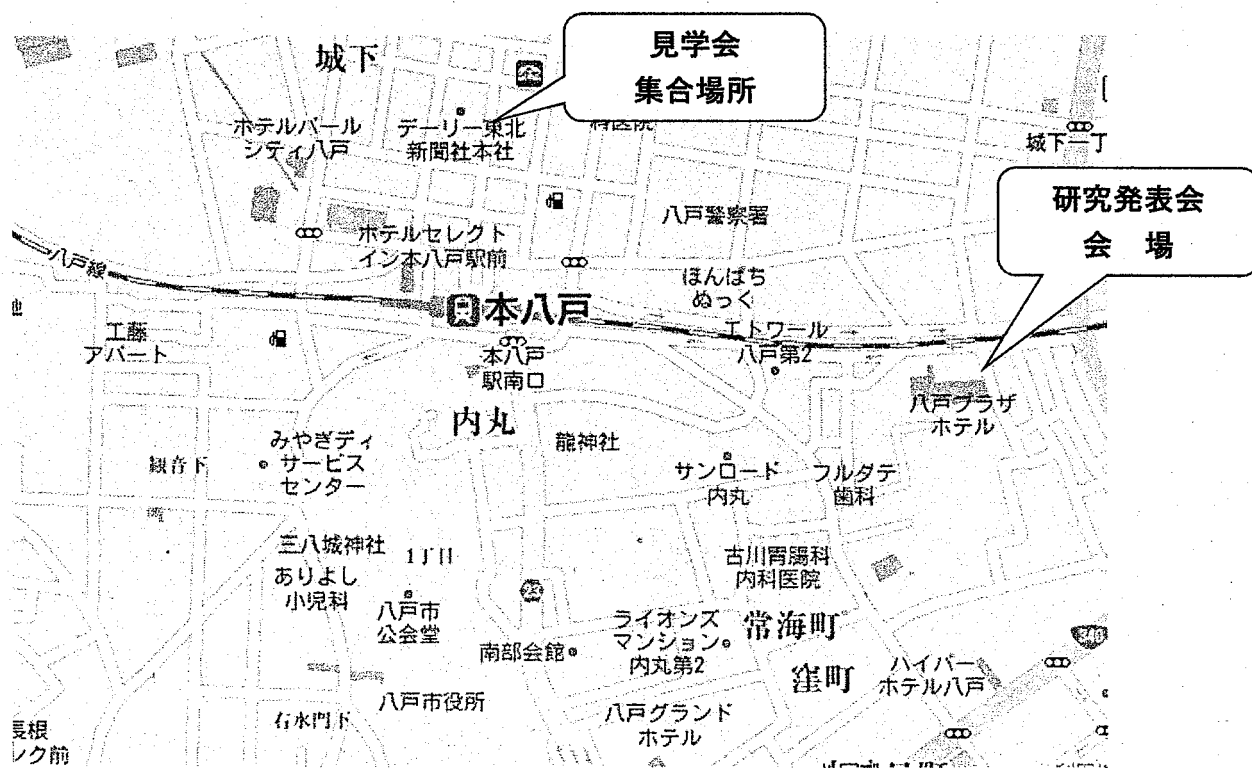 城下
見学会
集合場所
ホテルパール
シティ八戸
デーリー東北
新聞社本社
科医院
城下一丁
研究発表会
会　場
八戸警察署
ホテルセレクト
イン本八戸駅前
八戸線
ほんぱち
ぬっく
本八戸
工藤
アパート
エトワール
八戸第2
本八戸
駅南口
八戸プラザ
ホテル
内丸
みやぎディ
サービス
センター
龍神社
観音下
サンロード
内丸
フルダテ
歯科
三八城神社
1丁目
ありよし
小児科
古川胃腸科
内科医院
八戸市
公会堂
ライオンズ
マンション
内丸第2
常海町
南部会館
窪町
ハイパー
ホテル八戸
340
八戸市役所
石水門下
八戸グランド
ホテル
長根
ンク前